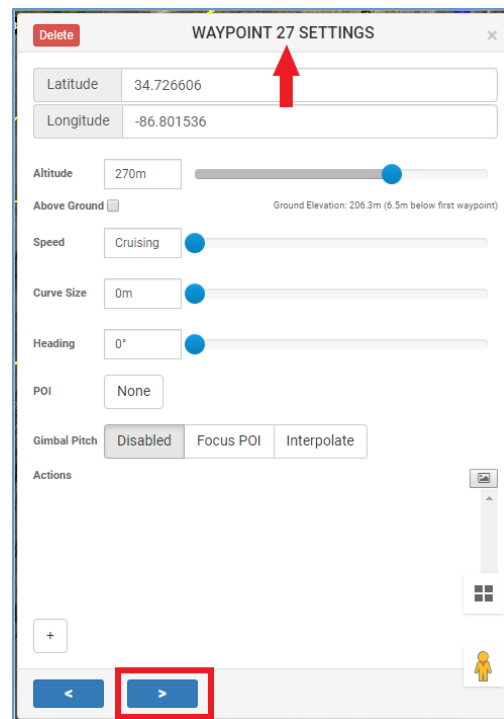 Delete WAYPOINT 27 SETTINGS ×
Latitude 34.726606
Longitude -86.801536
Altitude 270m
Above Ground Ground Elevation: 206.3m (6.5m below first waypoint)
Speed Cruising
Curve Size 0m
Heading 0°
POI None
Gimbal Pitch Disabled Focus POI Interpolate
Actions
+
< >